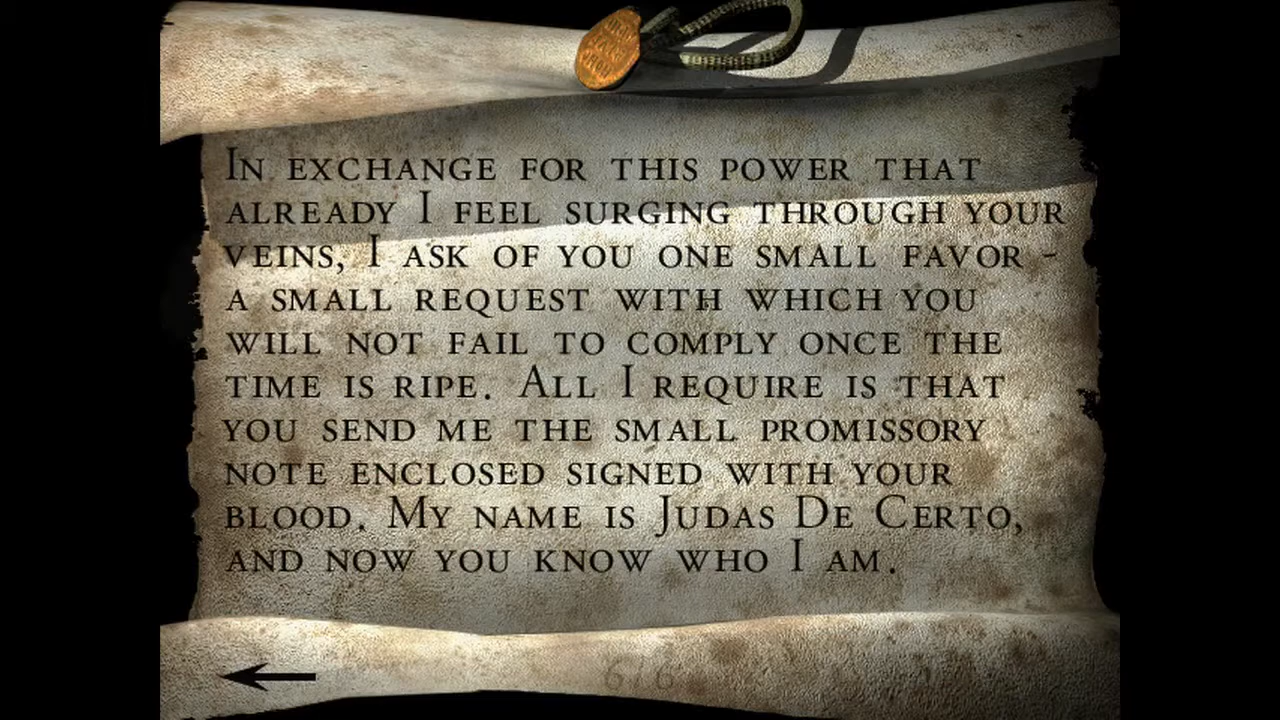 In exchange for this power that
already I feel surging through your
veins, I ask of you one small favor -
a small request with which you
will not fail to comply once the
time is ripe. All I require is that
you send me the small promissory
note enclosed signed with your
blood. My name is Judas De Certo,
and now you know who I am.
6/6